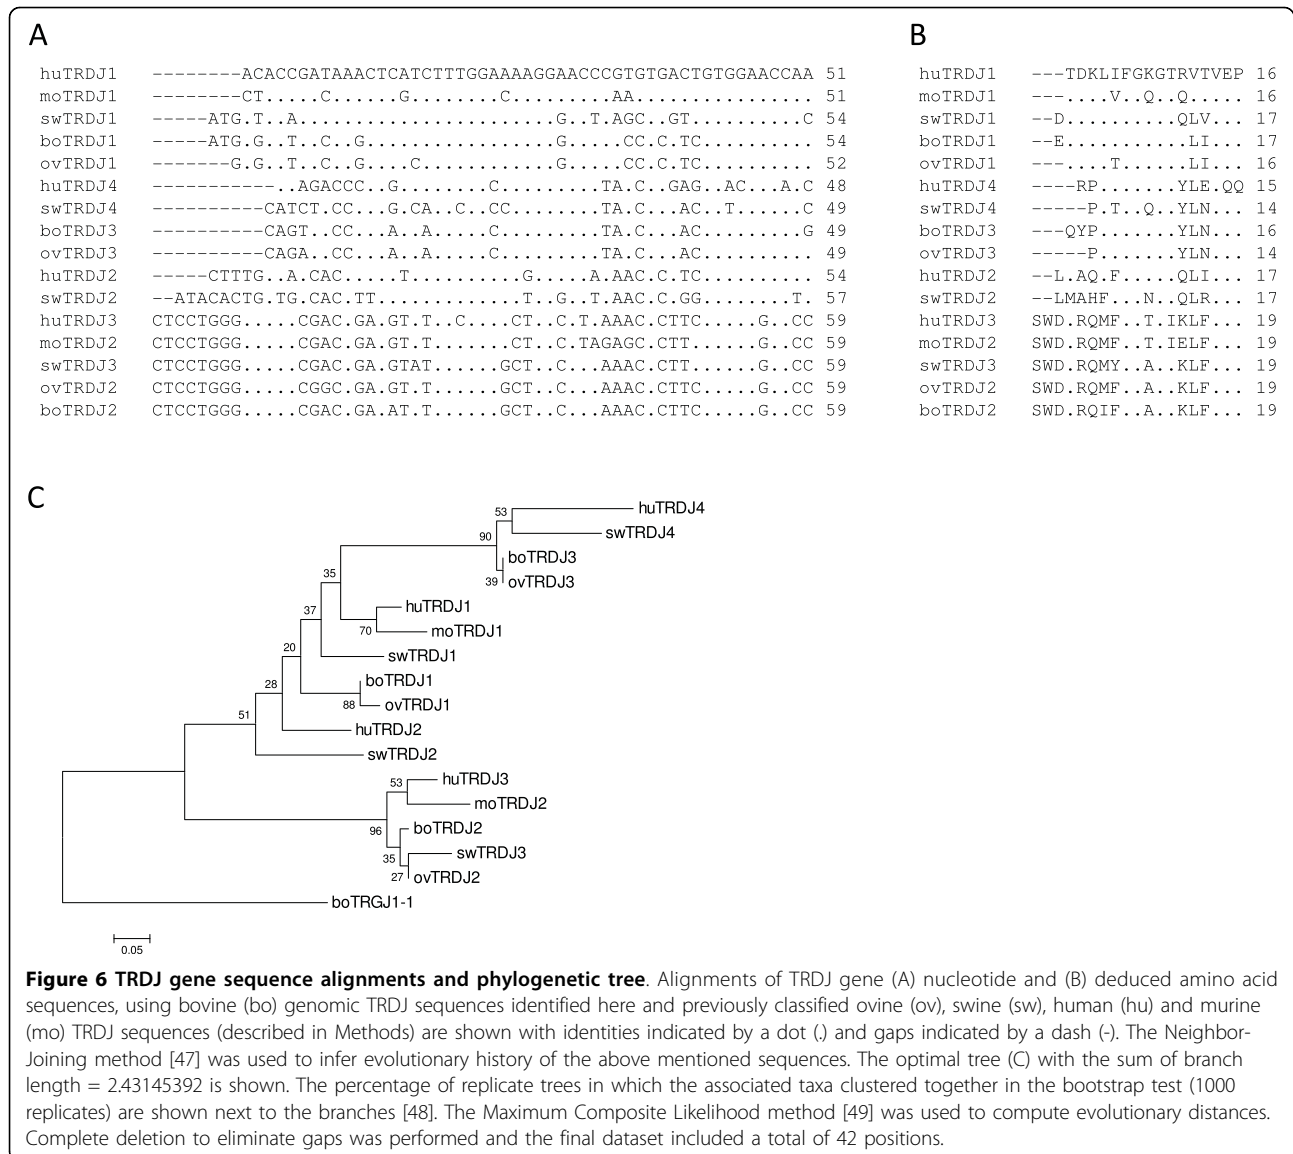 A
huTRDJ1 --------ACACCGATAAACTCATCTTTGGAAAAGGAACCCGTGTGACTGTGGAACCAA 51
moTRDJ1 --------CT.....C......G........C.........AA................ 51
swTRDJ1 -----ATG.T..A.......................G..T.AGC..GT..........C 54
boTRDJ1 -----ATG.G..T..C..G.................G.....CC.C.TC.......... 54
ovTRDJ1 -------G.G..T..C..G....C............G.....CC.C.TC.......... 52
huTRDJ4 -----------..AGACCC..G........C.........TA.C..GAG..AC...A.C 48
swTRDJ4 ----------CATCT.CC...G.CA..C..CC........TA.C...AC..T......C 49
boTRDJ3 ----------CAGT..CC...A..A.....C.........TA.C...AC.........G 49
ovTRDJ3 ----------CAGA..CC...A..A.....C.........TA.C...AC.......... 49
huTRDJ2 -----CTTTG..A.CAC.....T..........G.....A.AAC.C.TC.......... 54
swTRDJ2 --ATACACTG.TG.CAC.TT.............T..G..T.AAC.C.GG........T. 57
huTRDJ3 CTCCTGGG.....CGAC.GA.GT.T..C....CT..C.T.AAAC.CTTC.....G..CC 59
moTRDJ2 CTCCTGGG.....CGAC.GA.GT.T.......CT..C.TAGAGC.CTT......G..CC 59
swTRDJ3 CTCCTGGG.....CGAC.GA.GTAT......GCT..C...AAAC.CTT......G..CC 59
ovTRDJ2 CTCCTGGG.....CGGC.GA.GT.T......GCT..C...AAAC.CTTC.....G..CC 59
boTRDJ2 CTCCTGGG.....CGAC.GA.AT.T......GCT..C...AAAC.CTTC.....G..CC 59
B
huTRDJ1 ---TDKLIFGKGTRVTVEP 16
moTRDJ1 ---....V..Q..Q..... 16
swTRDJ1 --D..........QLV... 17
boTRDJ1 --E...........LI... 17
ovTRDJ1 ---....T......LI... 16
huTRDJ4 ----RP.......YLE.QQ 15
swTRDJ4 -----P.T..Q..YLN... 14
boTRDJ3 ---QYP.......YLN... 16
ovTRDJ3 -----P.......YLN... 14
huTRDJ2 --L.AQ.F.....QLI... 17
swTRDJ2 --LMAHF...N..QLR... 17
huTRDJ3 SWD.RQMF..T.IKLF... 19
moTRDJ2 SWD.RQMF..T.IELF... 19
swTRDJ3 SWD.RQMY..A..KLF... 19
ovTRDJ2 SWD.RQMF..A..KLF... 19
boTRDJ2 SWD.RQIF..A..KLF... 19
C
huTRDJ4
53
swTRDJ4
90
boTRDJ3
39
ovTRDJ3
35
huTRDJ1
37
70
moTRDJ1
20
swTRDJ1
28
boTRDJ1
88
ovTRDJ1
51
huTRDJ2
swTRDJ2
huTRDJ3
53
moTRDJ2
96
boTRDJ2
35
swTRDJ3
27
ovTRDJ2
boTRGJ1-1
0.05
Figure 6 TRDJ gene sequence alignments and phylogenetic tree. Alignments of TRDJ gene (A) nucleotide and (B) deduced amino acid
sequences, using bovine (bo) genomic TRDJ sequences identified here and previously classified ovine (ov), swine (sw), human (hu) and murine
(mo) TRDJ sequences (described in Methods) are shown with identities indicated by a dot (.) and gaps indicated by a dash (-). The Neighbor-
Joining method [47] was used to infer evolutionary history of the above mentioned sequences. The optimal tree (C) with the sum of branch
length = 2.43145392 is shown. The percentage of replicate trees in which the associated taxa clustered together in the bootstrap test (1000
replicates) are shown next to the branches [48]. The Maximum Composite Likelihood method [49] was used to compute evolutionary distances.
Complete deletion to eliminate gaps was performed and the final dataset included a total of 42 positions.